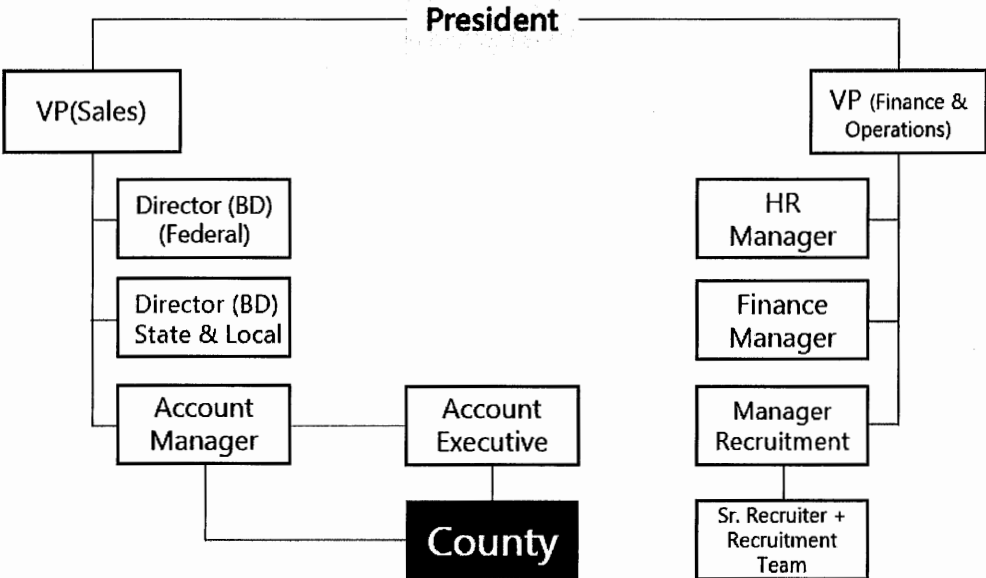 President
VP(Sales)
VP (Finance &
Operations)
Director (BD)
(Federal)
HR
Manager
Director (BD)
State & Local
Finance
Manager
Account
Manager
Account
Executive
Manager
Recruitment
County
Sr. Recruiter +
Recruitment
Team